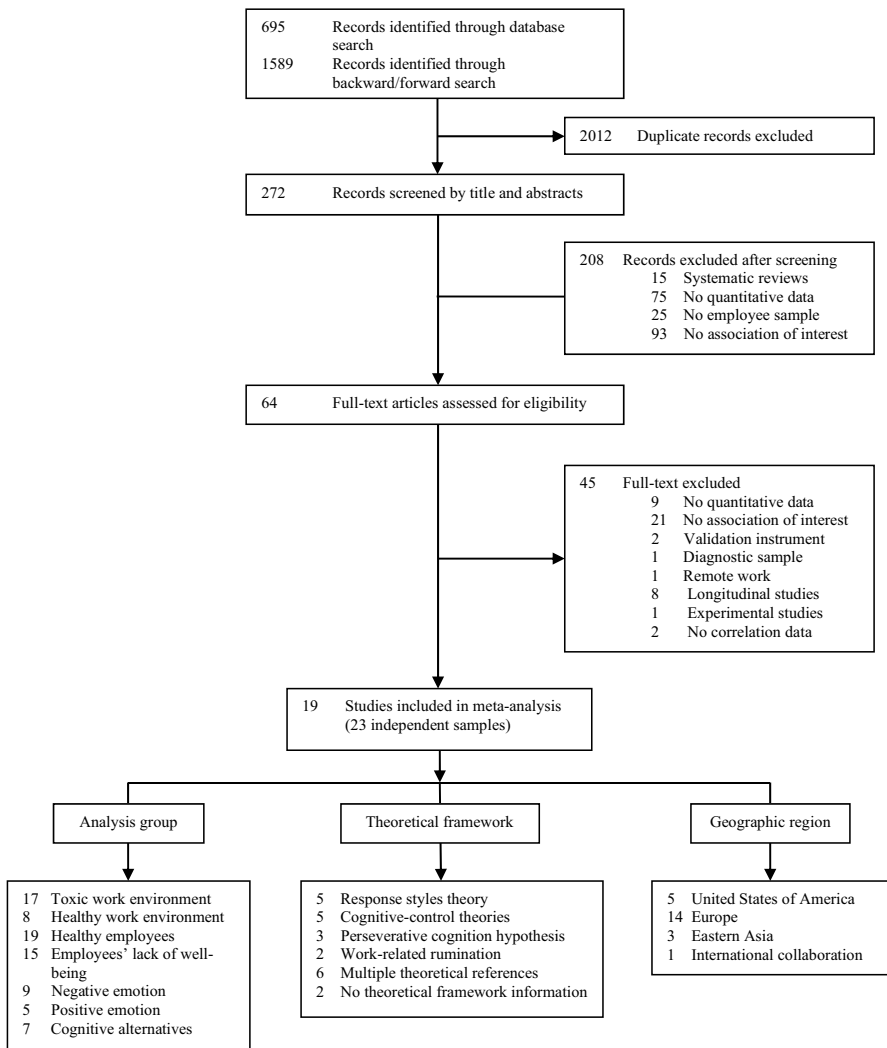 695 Records identified through database
search
1589 Records identified through
backward/forward search
2012 Duplicate records excluded
272 Records screened by title and abstracts
208 Records excluded after screening
15 Systematic reviews
75 No quantitative data
25 No employee sample
93 No association of interest
64 Full-text articles assessed for eligibility
45 Full-text excluded
9 No quantitative data
21 No association of interest
2 Validation instrument
1 Diagnostic sample
1 Remote work
8 Longitudinal studies
1 Experimental studies
2 No correlation data
19 Studies included in meta-analysis
(23 independent samples)
Analysis group
17 Toxic work environment
8 Healthy work environment
19 Healthy employees
15 Employees’ lack of well-
being
9 Negative emotion
5 Positive emotion
7 Cognitive alternatives
Theoretical framework
5 Response styles theory
5 Cognitive-control theories
3 Perseverative cognition hypothesis
2 Work-related rumination
6 Multiple theoretical references
2 No theoretical framework information
Geographic region
5 United States of America
14 Europe
3 Eastern Asia
1 International collaboration